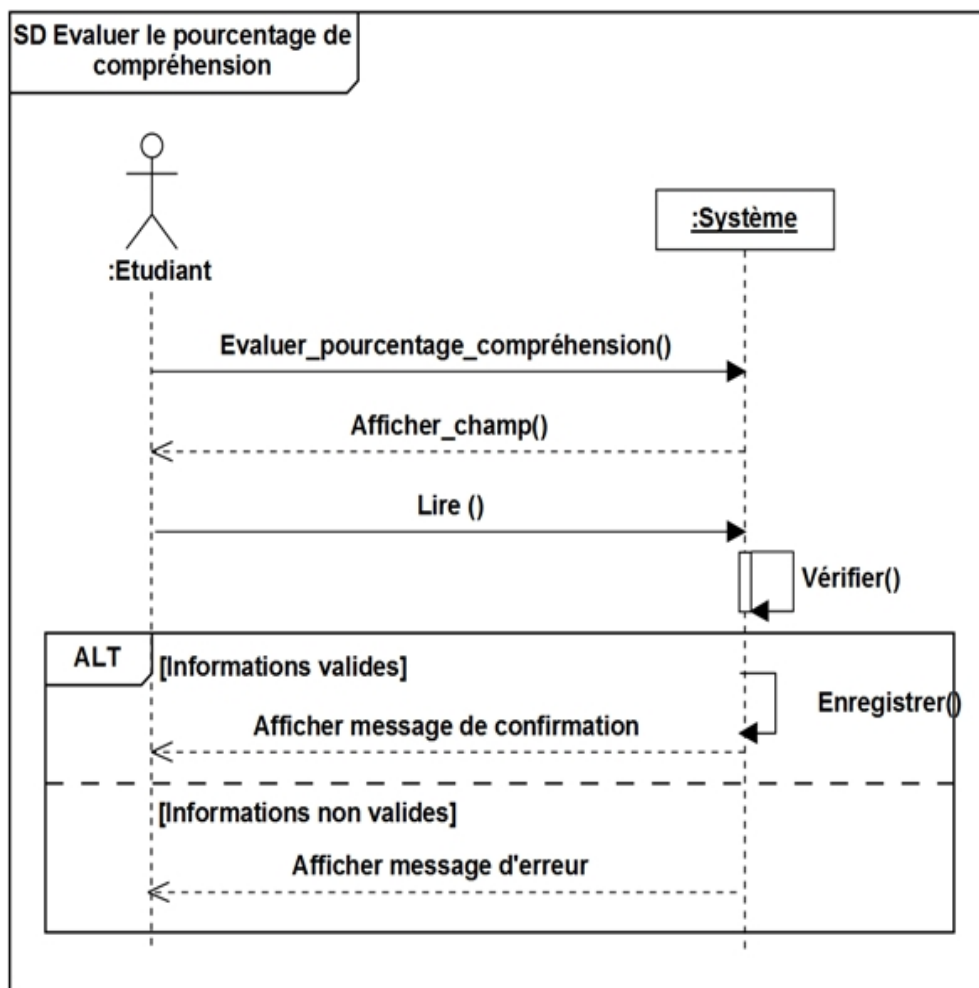 SD Evaluer le pourcentage de
compréhension
:Système
:Etudiant
Evaluer_pourcentage_compréhension()
Afficher_champ()
Lire ()
Vérifier()
ALT
[Informations valides]
Enregistrer()
Afficher message de confirmation
[Informations non valides]
Afficher message d'erreur